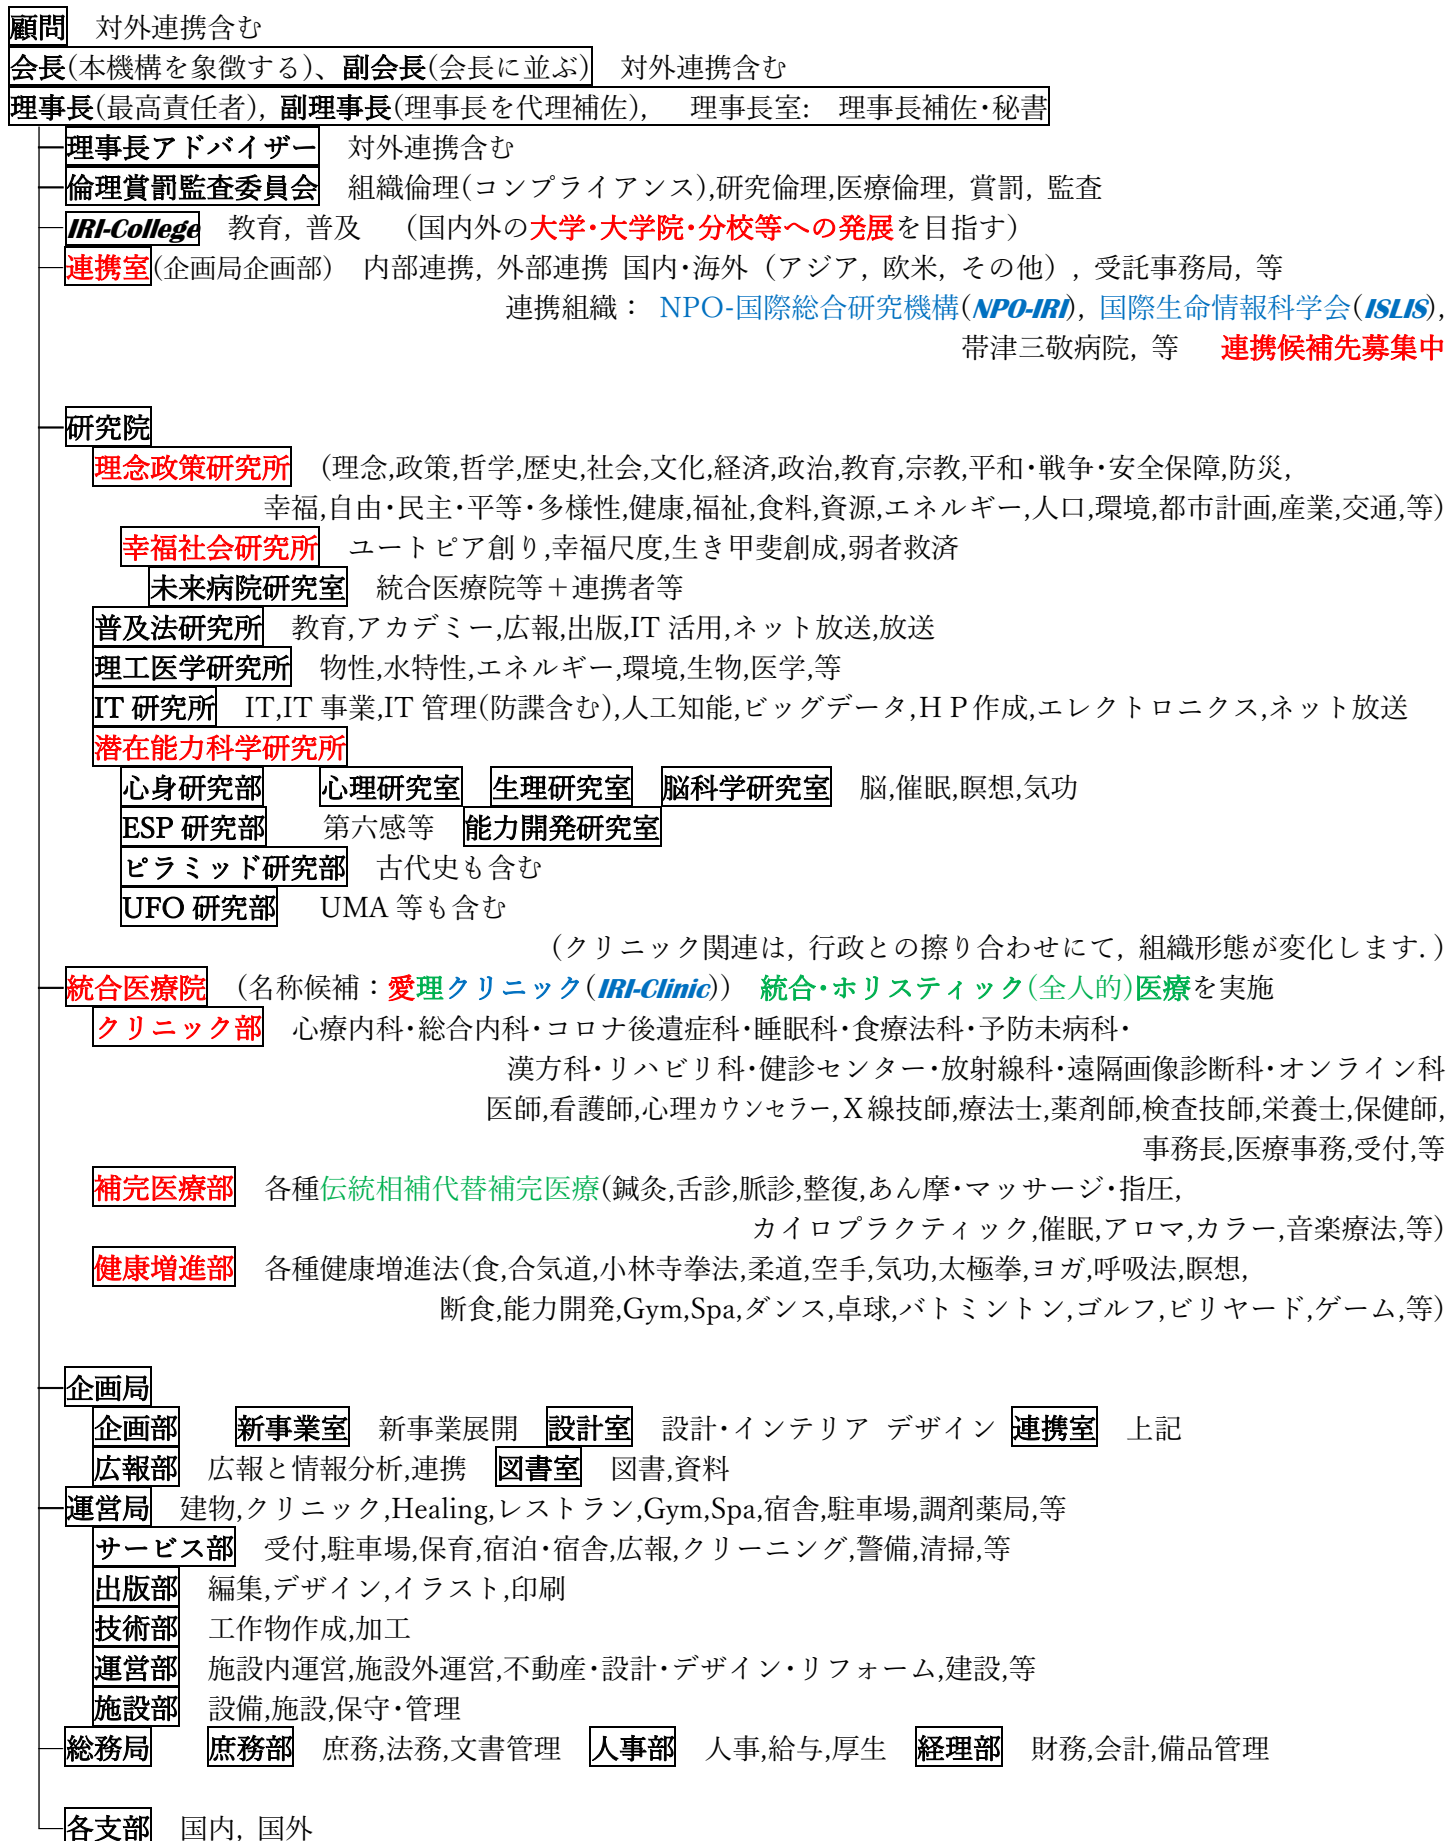 顧問 対外連携含む
会長(本機構を象徴する)、副会長(会長に並ぶ) 対外連携含む
理事長(最高責任者), 副理事長(理事長を代理補佐), 理事長室: 理事長補佐・秘書
理事長アドバイザー 対外連携含む
倫理賞罰監査委員会 組織倫理(コンプライアンス),研究倫理,医療倫理, 賞罰, 監査
IRI-College 教育, 普及 (国内外の大学・大学院・分校等への発展を目指す)
連携室(企画局企画部) 内部連携, 外部連携 国内・海外（アジア, 欧米, その他）, 受託事務局, 等
連携組織： NPO-国際総合研究機構(NPO-IRI), 国際生命情報科学会(ISLIS),
帯津三敬病院, 等 連携候補先募集中
研究院
理念政策研究所 (理念,政策,哲学,歴史,社会,文化,経済,政治,教育,宗教,平和・戦争・安全保障,防災,
幸福,自由・民主・平等・多様性,健康,福祉,食料,資源,エネルギー,人口,環境,都市計画,産業,交通,等)
幸福社会研究所 ユートピア創り,幸福尺度,生き甲斐創成,弱者救済
未来病院研究室 統合医療院等＋連携者等
普及法研究所 教育,アカデミー,広報,出版,IT 活用,ネット放送,放送
理工医学研究所 物性,水特性,エネルギー,環境,生物,医学,等
IT 研究所 IT,IT 事業,IT 管理(防諜含む),人工知能,ビッグデータ,ＨＰ作成,エレクトロニクス,ネット放送
潜在能力科学研究所
心身研究部 心理研究室 生理研究室 脳科学研究室 脳,催眠,瞑想,気功
ESP 研究部 第六感等 能力開発研究室
ピラミッド研究部 古代史も含む
UFO 研究部 UMA 等も含む
(クリニック関連は, 行政との擦り合わせにて, 組織形態が変化します.)
統合医療院 (名称候補：愛理クリニック(IRI-Clinic)) 統合・ホリスティック(全人的)医療を実施
クリニック部 心療内科・総合内科・コロナ後遺症科・睡眠科・食療法科・予防未病科・
漢方科・リハビリ科・健診センター・放射線科・遠隔画像診断科・オンライン科
医師,看護師,心理カウンセラー,Ｘ線技師,療法士,薬剤師,検査技師,栄養士,保健師,
事務長,医療事務,受付,等
補完医療部 各種伝統相補代替補完医療(鍼灸,舌診,脈診,整復,あん摩・マッサージ・指圧,
カイロプラクティック,催眠,アロマ,カラー,音楽療法,等)
健康増進部 各種健康増進法(食,合気道,小林寺拳法,柔道,空手,気功,太極拳,ヨガ,呼吸法,瞑想,
断食,能力開発,Gym,Spa,ダンス,卓球,バトミントン,ゴルフ,ビリヤード,ゲーム,等)
企画局
企画部 新事業室 新事業展開 設計室 設計・インテリア デザイン 連携室 上記
広報部 広報と情報分析,連携 図書室 図書,資料
運営局 建物,クリニック,Healing,レストラン,Gym,Spa,宿舎,駐車場,調剤薬局,等
サービス部 受付,駐車場,保育,宿泊・宿舎,広報,クリーニング,警備,清掃,等
出版部 編集,デザイン,イラスト,印刷
技術部 工作物作成,加工
運営部 施設内運営,施設外運営,不動産・設計・デザイン・リフォーム,建設,等
施設部 設備,施設,保守・管理
総務局 庶務部 庶務,法務,文書管理 人事部 人事,給与,厚生 経理部 財務,会計,備品管理
各支部 国内, 国外